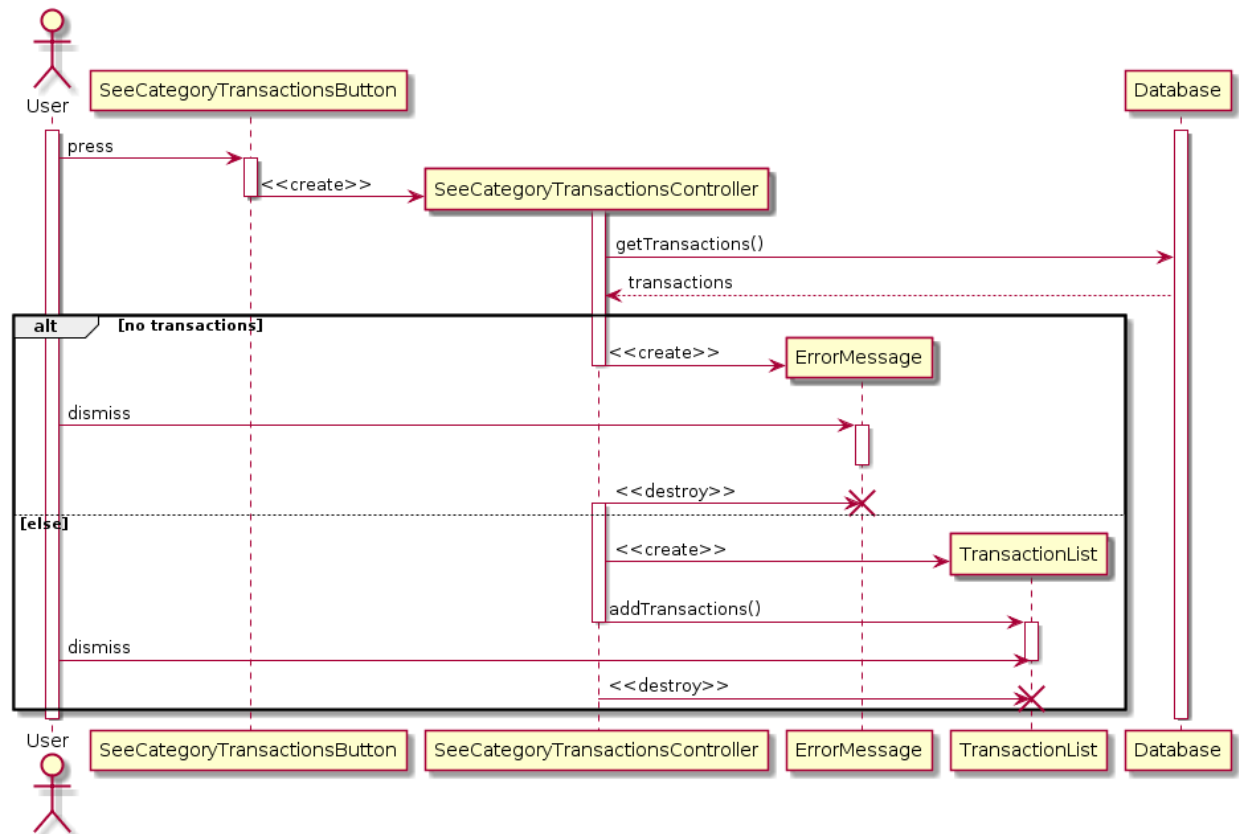 User
SeeCategoryTransactionsButton
Database
press
<<create>>
SeeCategoryTransactionsController
getTransactions()
transactions
alt [no transactions]
<<create>>
ErrorMessage
dismiss
<<destroy>>
[else]
<<create>>
TransactionList
addTransactions()
dismiss
<<destroy>>
User
SeeCategoryTransactionsButton
SeeCategoryTransactionsController
ErrorMessage
TransactionList
Database